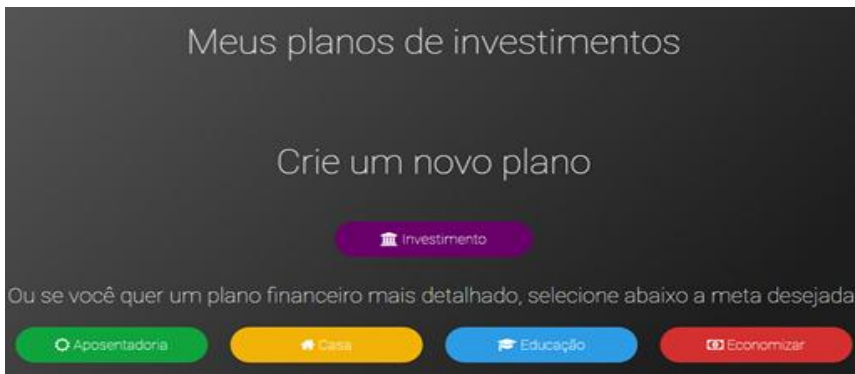 Meus planos de investimentos
Crie um novo plano
Investimento
Ou se você quer um plano financeiro mais detalhado, selecione abaixo a meta desejada
Aposentadoria Casa Educação Economizar